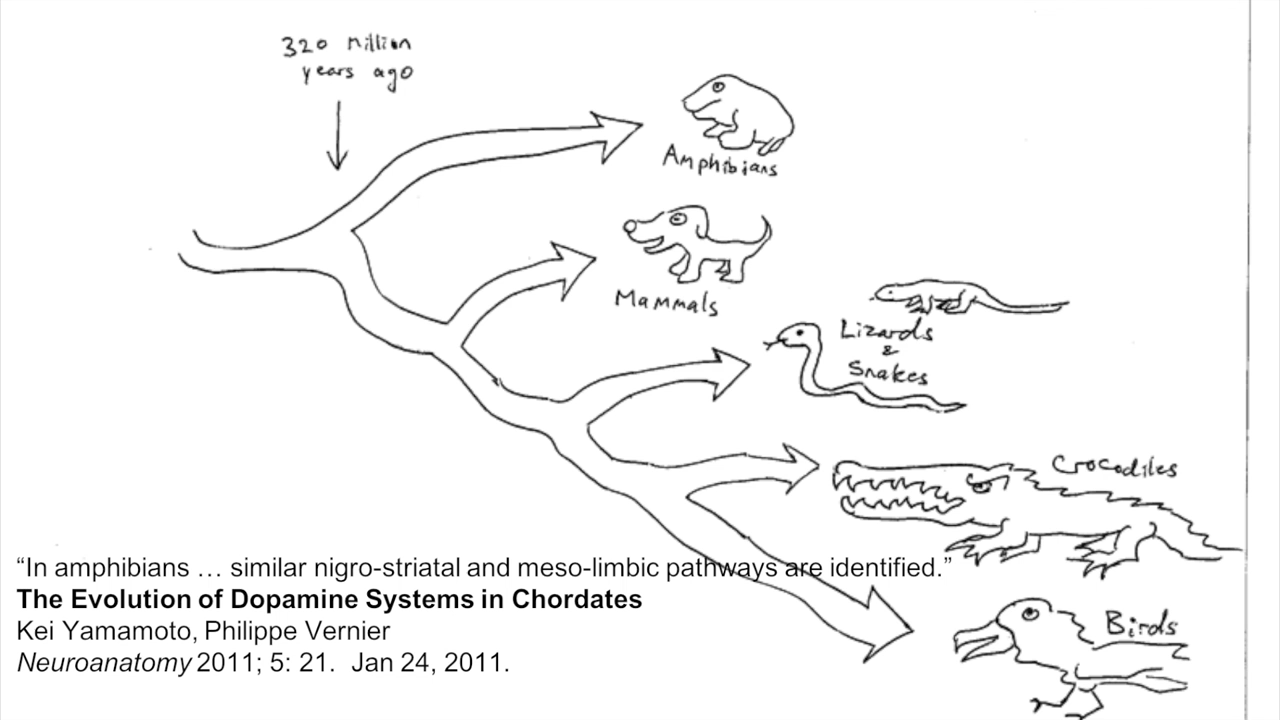 320 million
years ago
Amphibians
Mammals
Lizards
&
Snakes
Crocodiles
Birds
“In amphibians … similar nigro-striatal and meso-limbic pathways are identified.”
The Evolution of Dopamine Systems in Chordates
Kei Yamamoto, Philippe Vernier
Neuroanatomy 2011; 5: 21.  Jan 24, 2011.